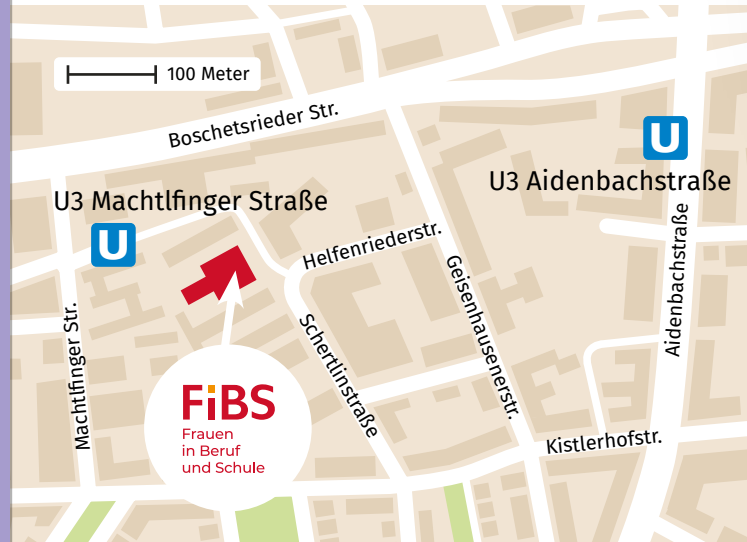 100 Meter
Boschetsrieder Str.
U
U3 Aidenbachstraße
U3 Machtlfinger Straße
U
Helfenriederstr.
Geisenhausenerstr.
Aidenbachstraße
Machtlfinger Str.
Schertlinstraße
FiBS
Frauen
in Beruf
und Schule
Kistlerhofstr.